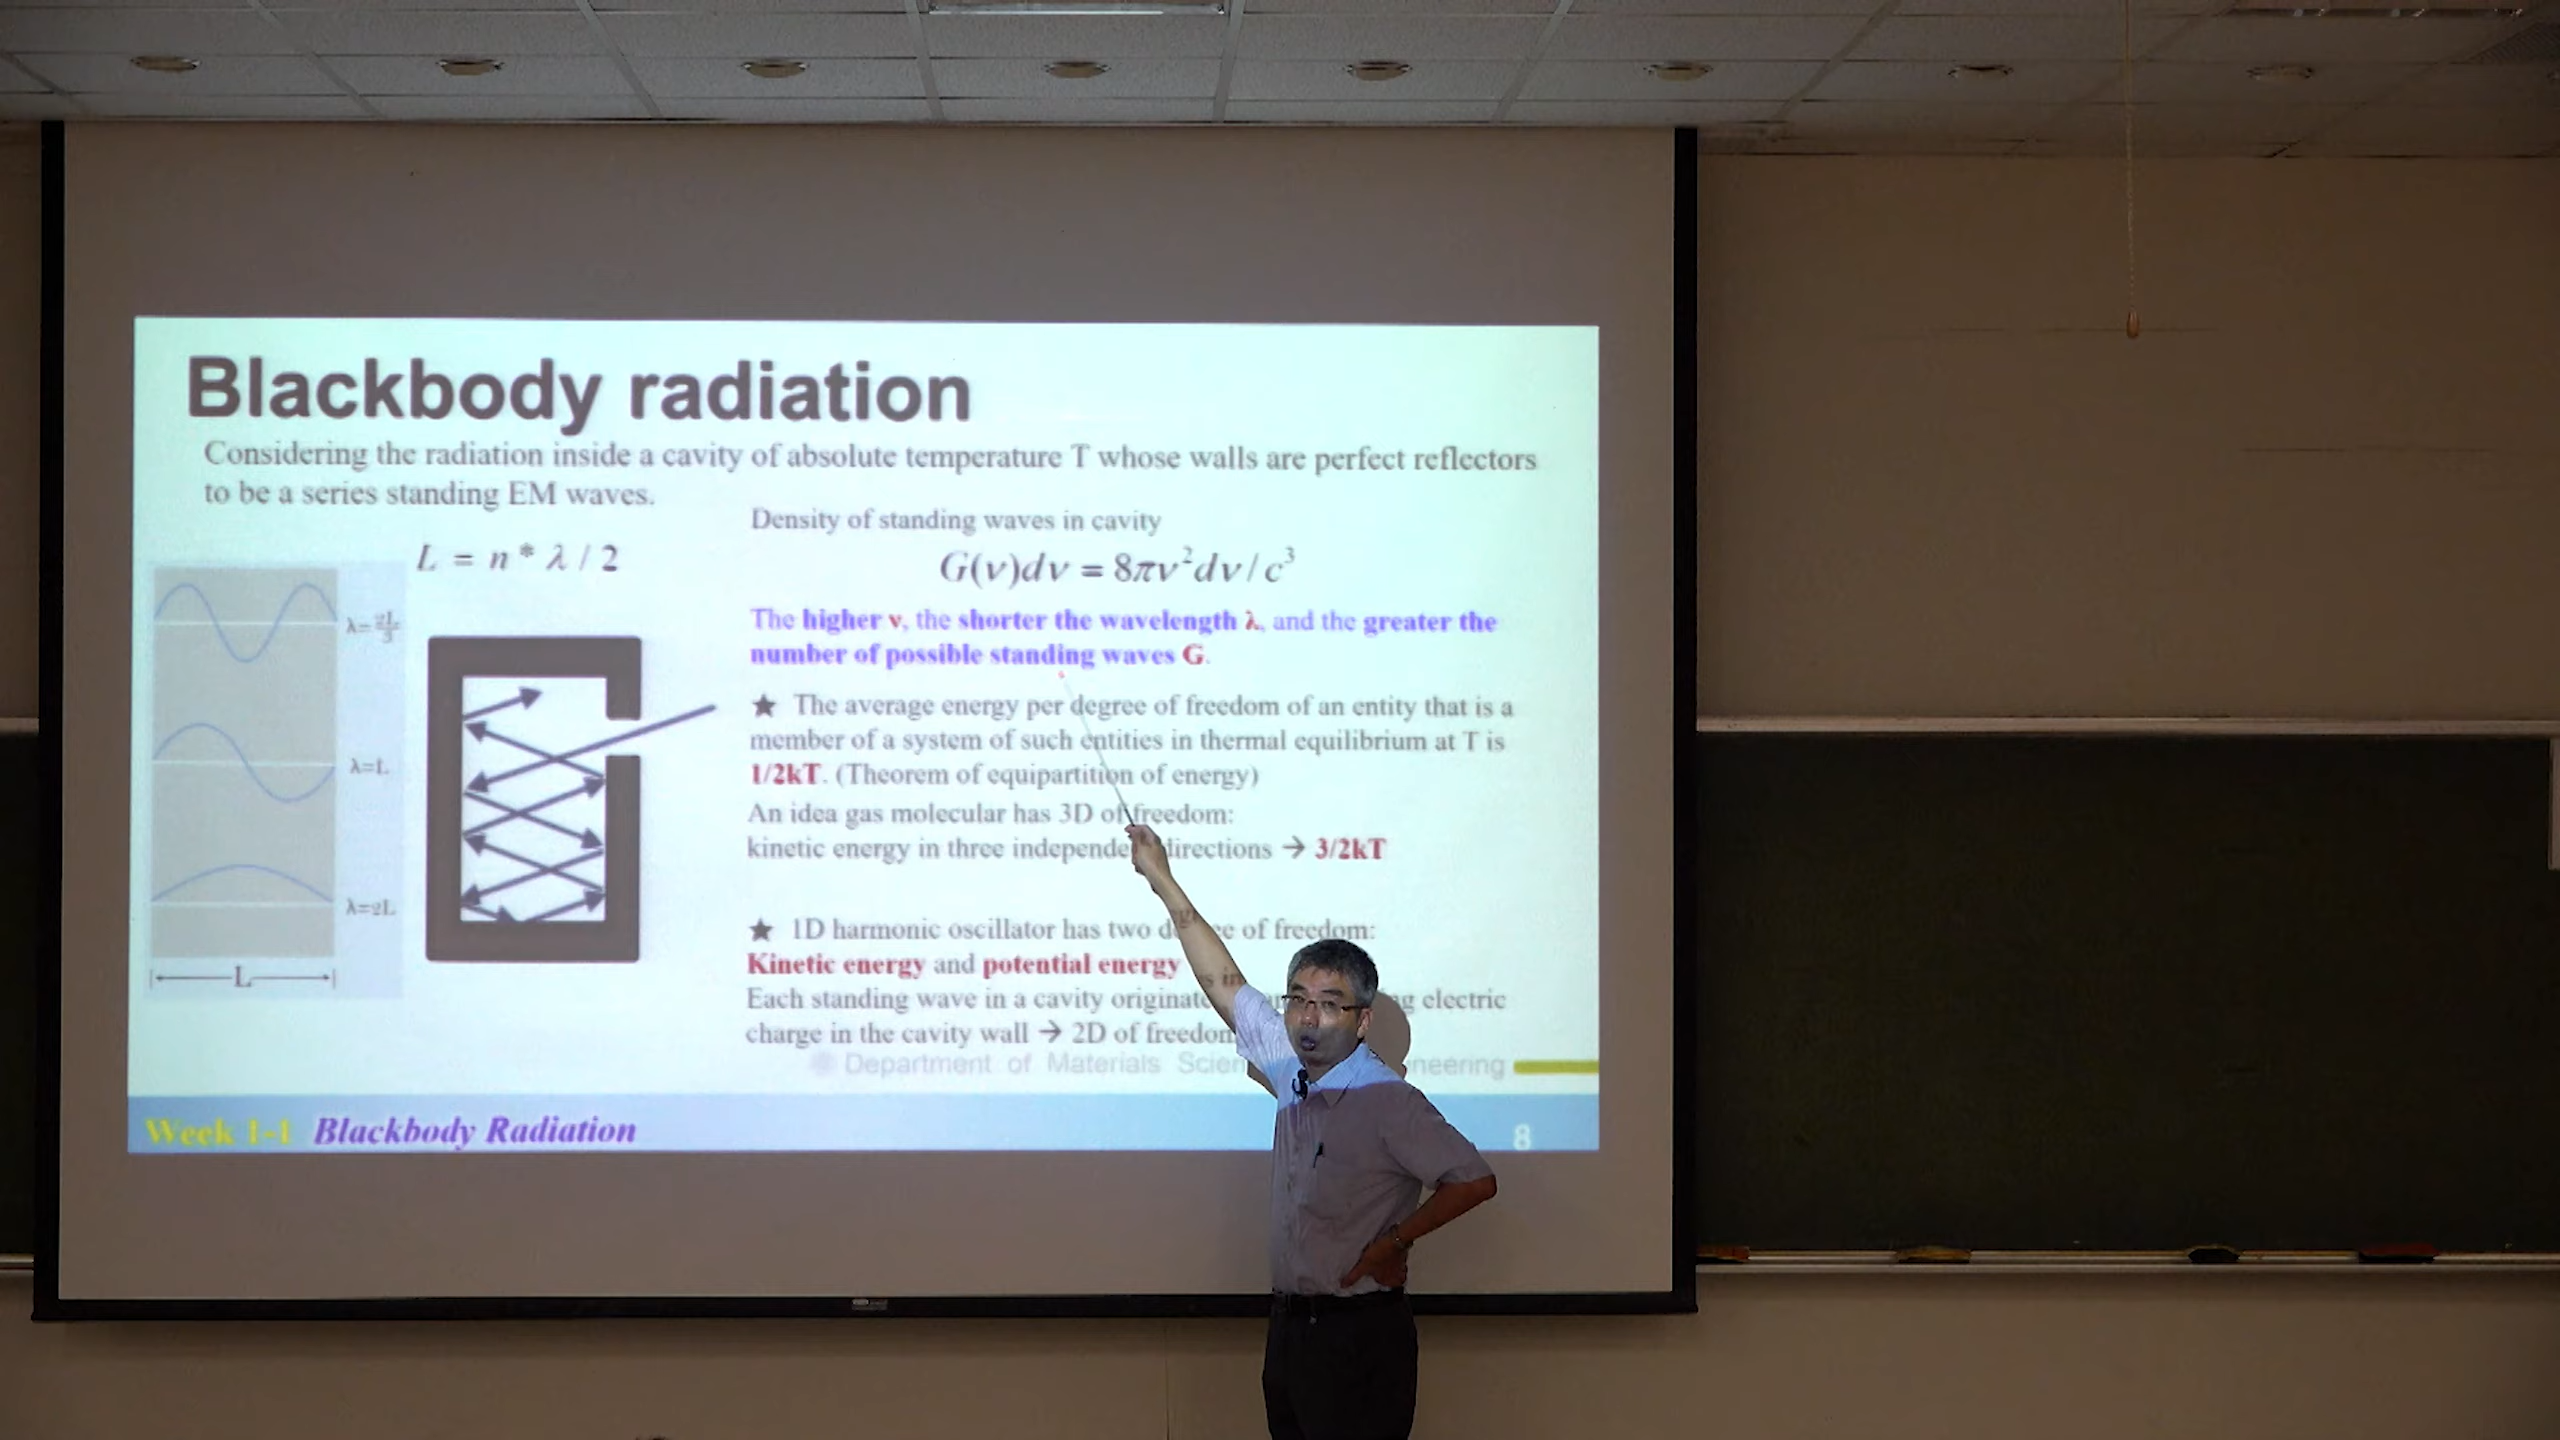 Blackbody radiation
Considering the radiation inside a cavity of absolute temperature T whose walls are perfect reflectors
to be a series standing EM waves.
L = n * λ / 2
λ=2L/3
λ=L
λ=2L
L
Density of standing waves in cavity
G(ν)dν = 8πν²dν / c³
The higher ν, the shorter the wavelength λ, and the greater the
number of possible standing waves G.
★ The average energy per degree of freedom of an entity that is a
member of a system of such entities in thermal equilibrium at T is
1/2kT. (Theorem of equipartition of energy)
An idea gas molecular has 3D of freedom:
kinetic energy in three independe directions → 3/2kT
★ 1D harmonic oscillator has two degree of freedom:
Kinetic energy and potential energy
Each standing wave in a cavity originates in electric
charge in the cavity wall → 2D of freedom
Department of Materials Scien neering
Week 1-1 Blackbody Radiation
8